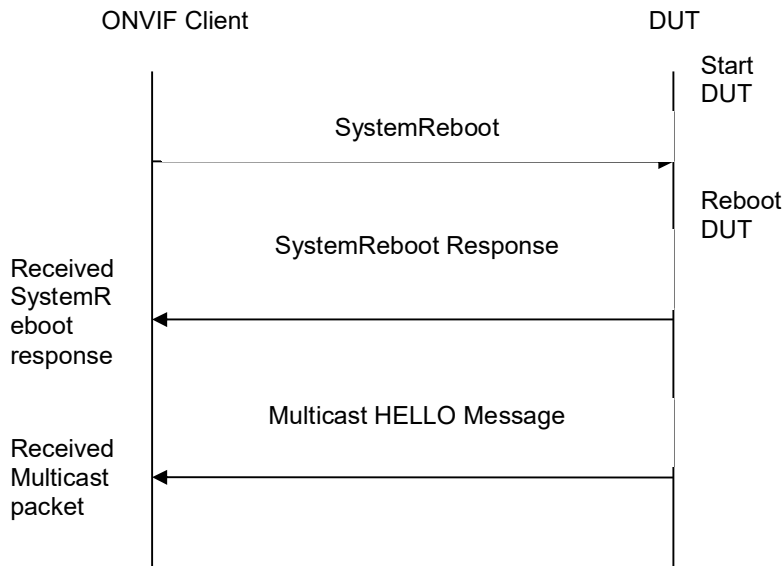 ONVIF Client
DUT
Start
DUT
SystemReboot
Reboot
DUT
SystemReboot Response
Received
SystemR
eboot
response
Multicast HELLO Message
Received
Multicast
packet